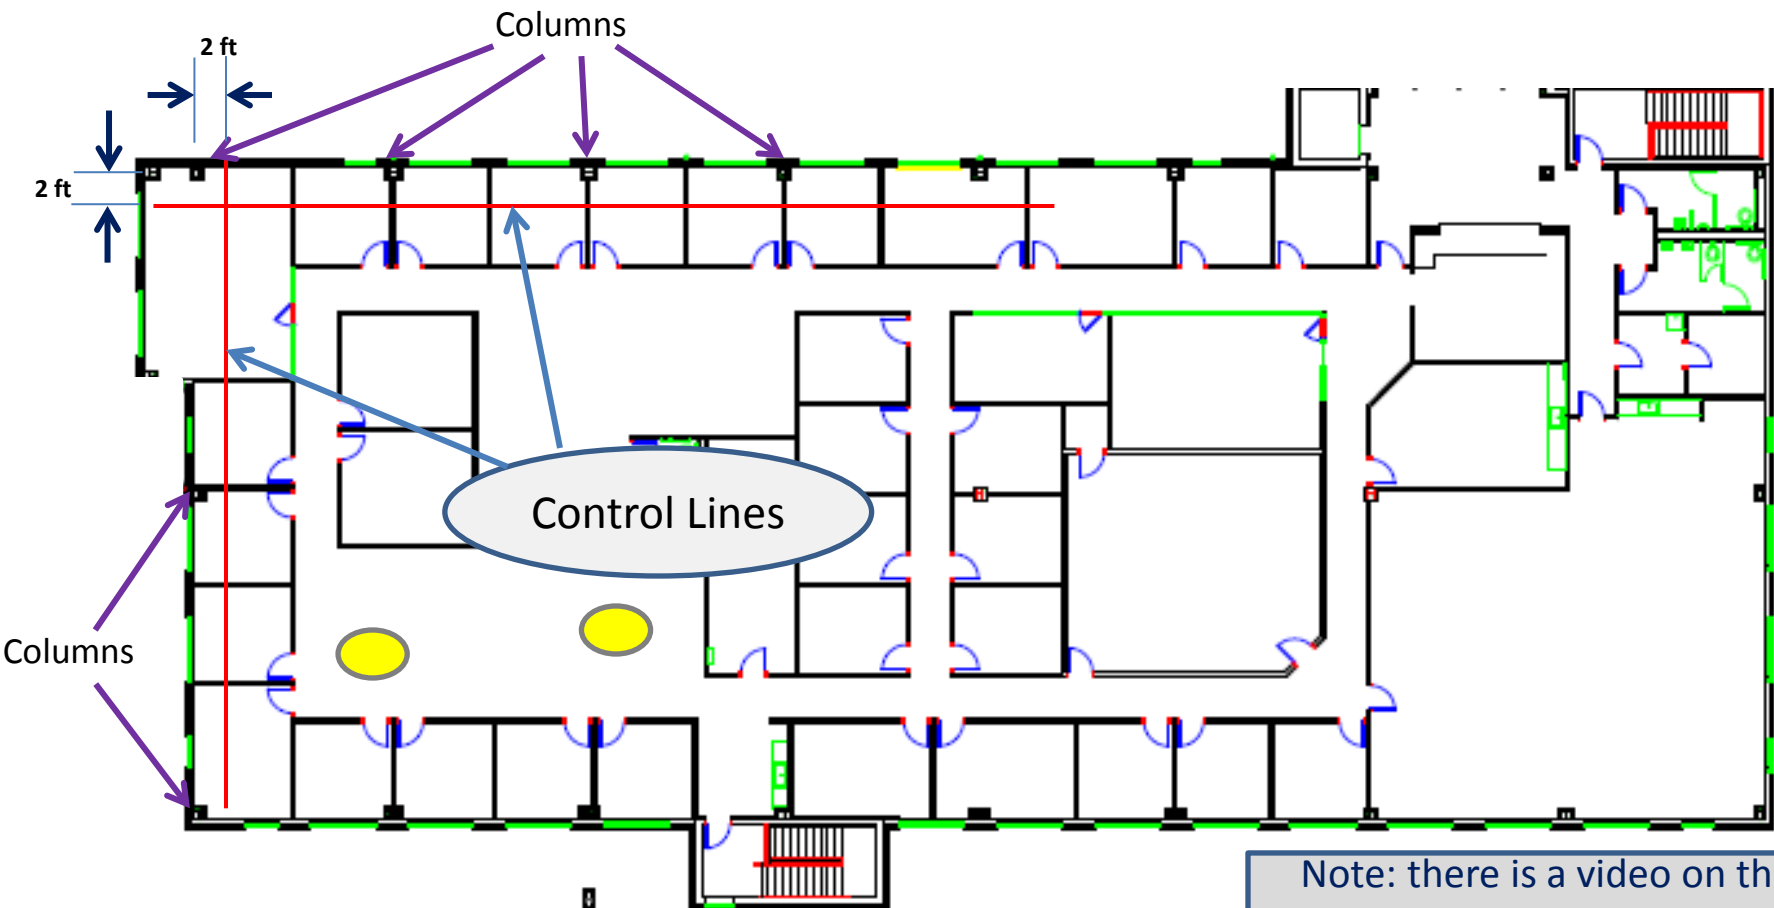 Columns
2 ft
2 ft
Control Lines
Columns
Note: there is a video on th